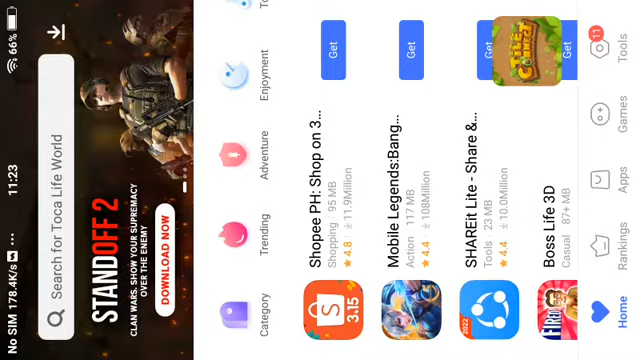 No SIM 178.4K/s ... 11:23 66%
Search for Toca Life World
STANDOFF 2
CLAN WARS. SHOW YOUR SUPREMACY
OVER THE ENEMY
DOWNLOAD NOW
Category
Trending
Adventure
Enjoyment
To
3.15
Shopee PH: Shop on 3...
Shopping 95 MB
4.8 11.9Million
Get
Mobile Legends:Bang...
Action 117 MB
4.4 108Million
Get
2022
SHAREit Lite - Share &...
Tools 23 MB
4.4 10.0Million
Get
TILE
CONNECT
FIRED
Boss Life 3D
Casual 87+ MB
Get
Home
Rankings
Apps
Games
Tools
11